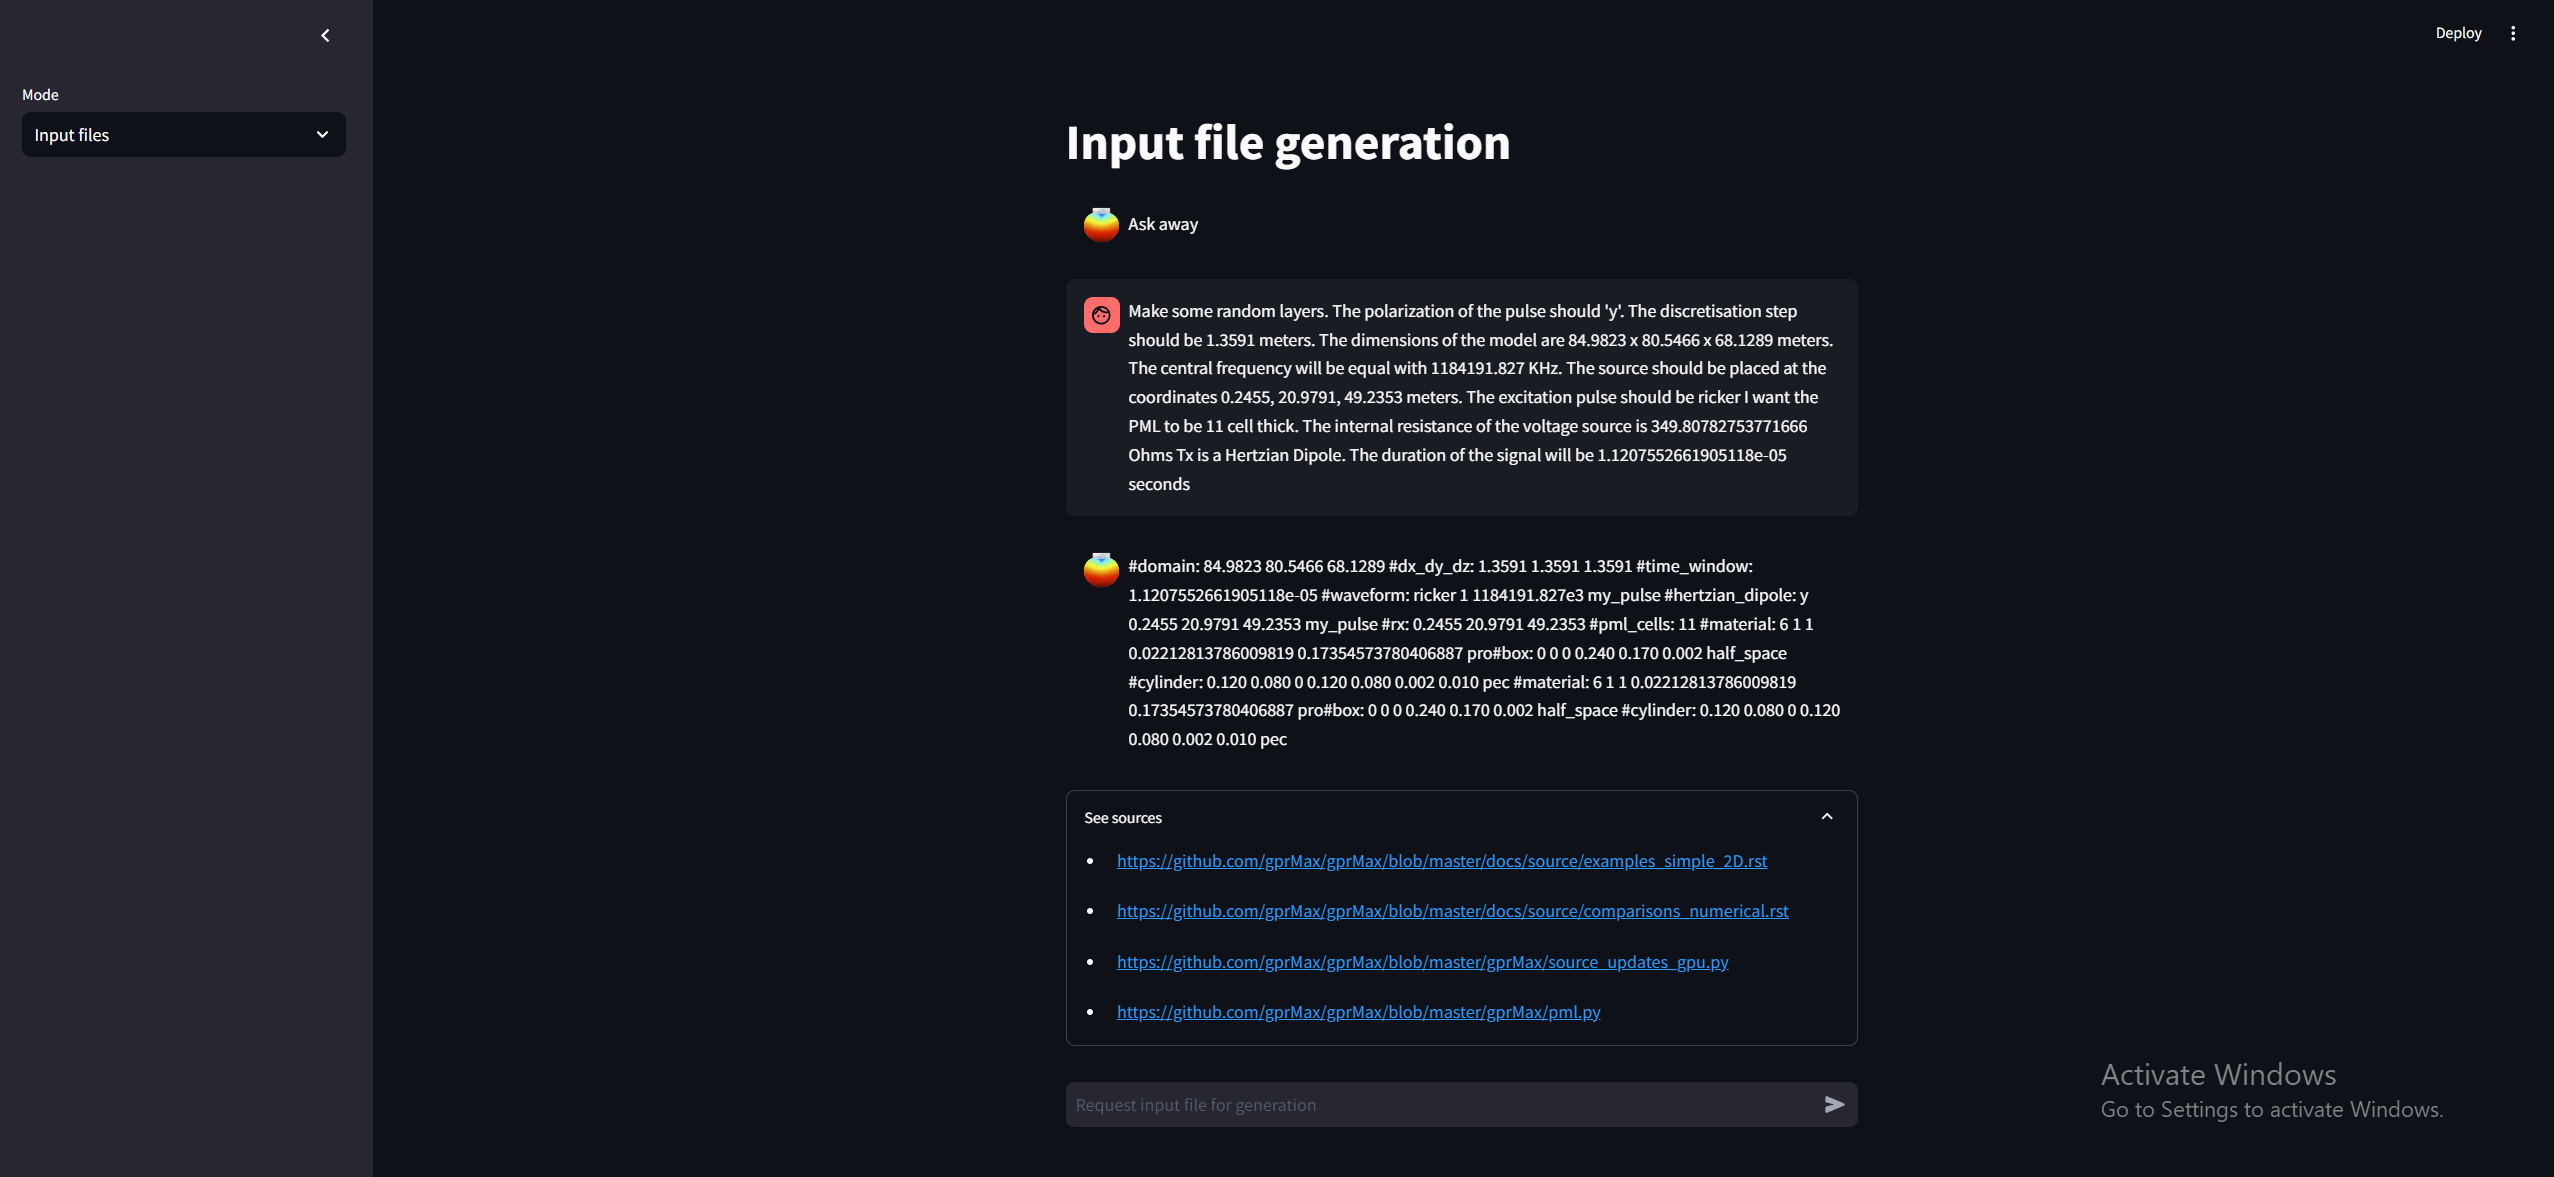 Deploy
Mode
Input files
Input file generation
Ask away
Make some random layers. The polarization of the pulse should 'y'. The discretisation step
should be 1.3591 meters. The dimensions of the model are 84.9823 x 80.5466 x 68.1289 meters.
The central frequency will be equal with 1184191.827 KHz. The source should be placed at the
coordinates 0.2455, 20.9791, 49.2353 meters. The excitation pulse should be ricker I want the
PML to be 11 cell thick. The internal resistance of the voltage source is 349.80782753771666
Ohms Tx is a Hertzian Dipole. The duration of the signal will be 1.1207552661905118e-05
seconds
#domain: 84.9823 80.5466 68.1289 #dx_dy_dz: 1.3591 1.3591 1.3591 #time_window:
1.1207552661905118e-05 #waveform: ricker 1 1184191.827e3 my_pulse #hertzian_dipole: y
0.2455 20.9791 49.2353 my_pulse #rx: 0.2455 20.9791 49.2353 #pml_cells: 11 #material: 6 1 1
0.02212813786009819 0.17354573780406887 pro#box: 0 0 0 0.240 0.170 0.002 half_space
#cylinder: 0.120 0.080 0 0.120 0.080 0.002 0.010 pec #material: 6 1 1 0.02212813786009819
0.17354573780406887 pro#box: 0 0 0 0.240 0.170 0.002 half_space #cylinder: 0.120 0.080 0 0.120
0.080 0.002 0.010 pec
See sources
https://github.com/gprMax/gprMax/blob/master/docs/source/examples_simple_2D.rst
https://github.com/gprMax/gprMax/blob/master/docs/source/comparisons_numerical.rst
https://github.com/gprMax/gprMax/blob/master/gprMax/source_updates_gpu.py
https://github.com/gprMax/gprMax/blob/master/gprMax/pml.py
Request input file for generation
Activate Windows
Go to Settings to activate Windows.